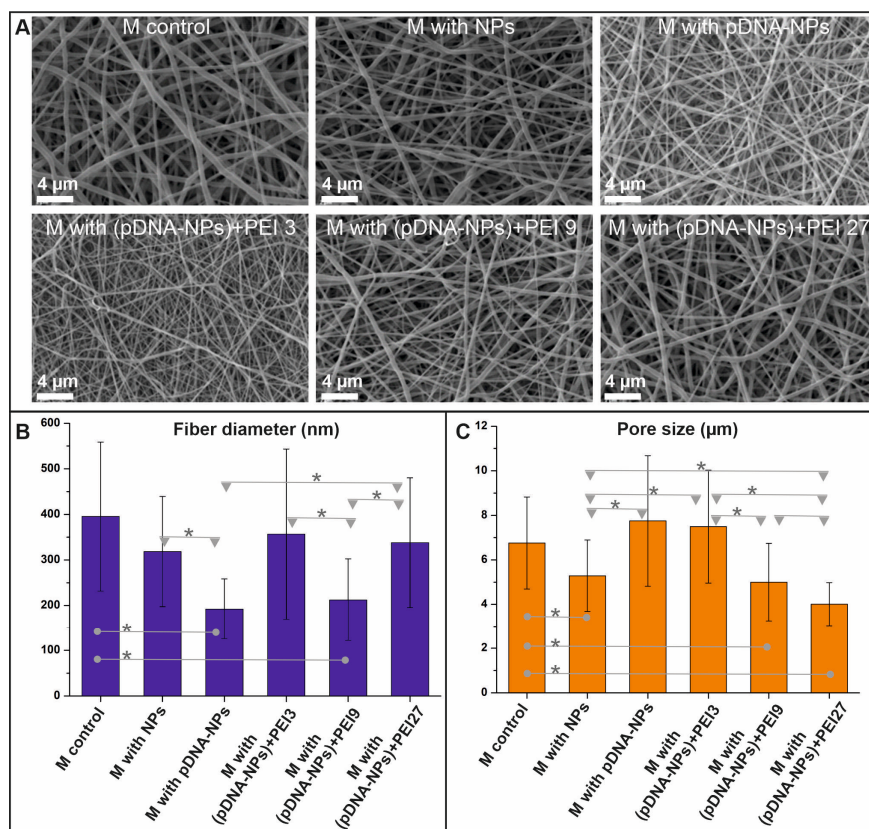 A
M control
M with NPs
M with pDNA-NPs
4 µm
4 µm
4 µm
M with (pDNA-NPs)+PEI 3
M with (pDNA-NPs)+PEI 9
M with (pDNA-NPs)+PEI 27
4 µm
4 µm
4 µm
B
Fiber diameter (nm)
600
500
400
300
200
100
0
*
*
*
*
*
*
M control
M with NPs
M with pDNA-NPs
M with
(pDNA-NPs)+PEI3
M with
(pDNA-NPs)+PEI9
M with
(pDNA-NPs)+PEI27
C
Pore size (µm)
12
10
8
6
4
2
0
*
*
*
*
*
*
*
*
M control
M with NPs
M with pDNA-NPs
M with
(pDNA-NPs)+PEI3
M with
(pDNA-NPs)+PEI9
M with
(pDNA-NPs)+PEI27